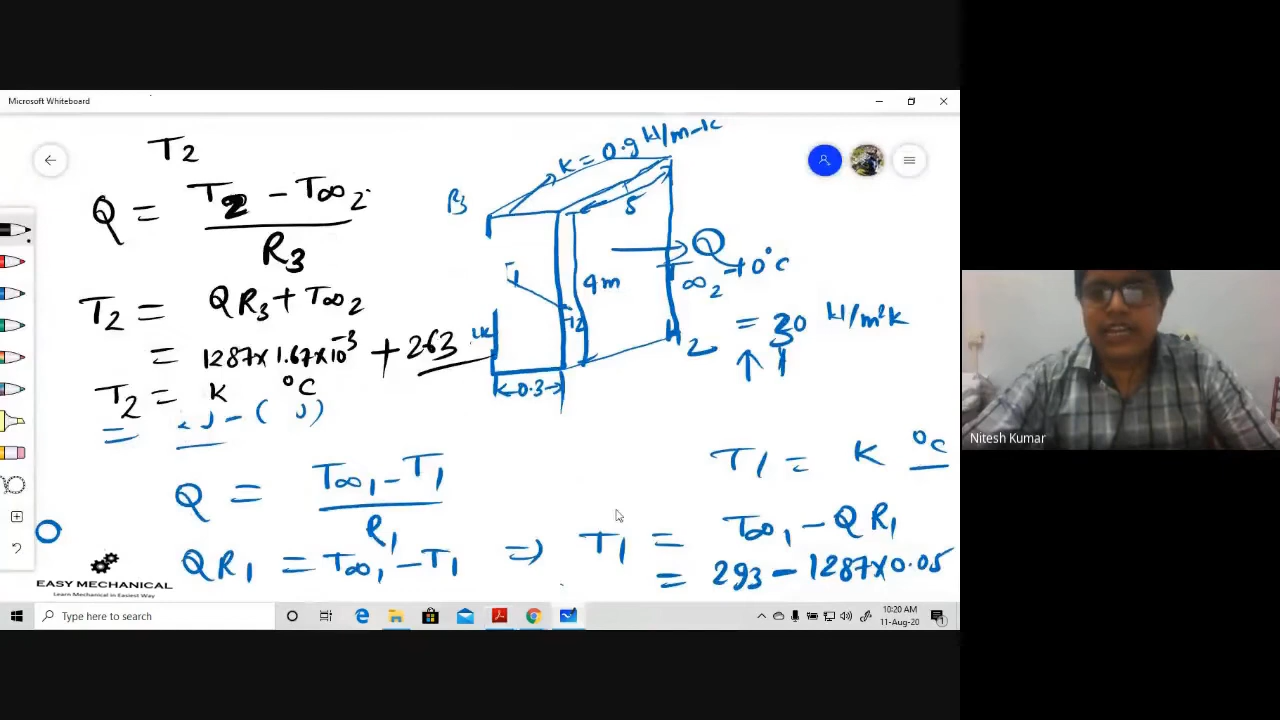 Microsoft Whiteboard
T2
Q = T2 - T∞2 / R3
T2 = QR3 + T∞2
= 1287 x 1.67 x 10^-3 + 263
T2 = K °C
k = 0.9 W/m-K
5
4m
Q
T∞2 -10°C
h2 = 30 W/m²K
0.3
Q = T∞1 - T1 / R1
QR1 = T∞1 - T1 ⇒ T1 = T∞1 - QR1
= 293 - 1287 x 0.05
T1 = K °C
EASY MECHANICAL
Learn Mechanical in Easiest Way
Nitesh Kumar
Type here to search
10:20 AM
11-Aug-20